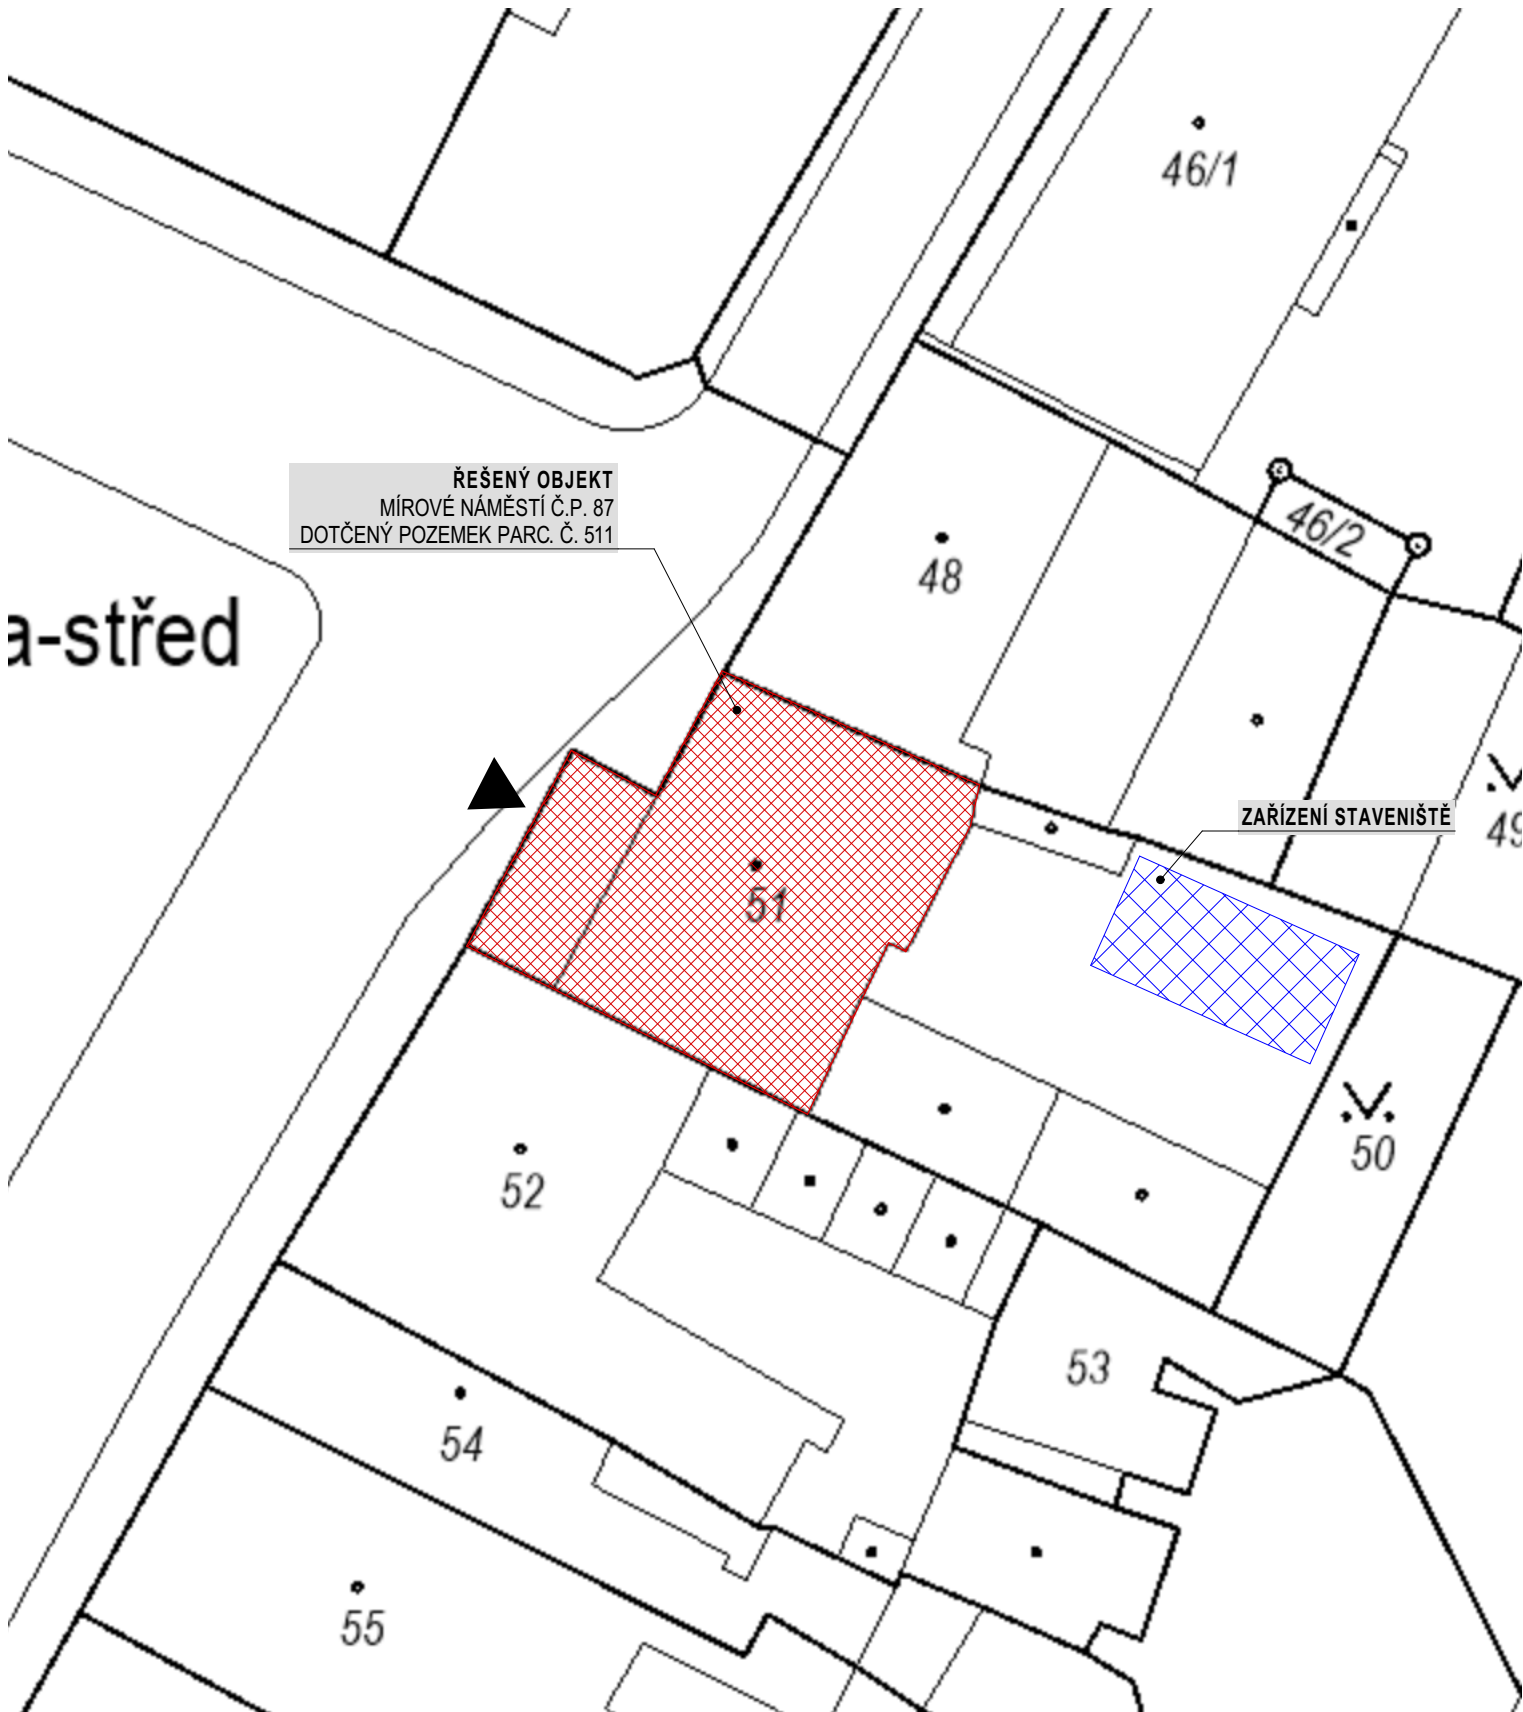 46/1
ŘEŠENÝ OBJEKT
MÍROVÉ NÁMĚSTÍ Č.P. 87
DOTČENÝ POZEMEK PARC. Č. 511
46/2
48
a-střed
ZAŘÍZENÍ STAVENIŠTĚ
49
51
50
52
53
54
55